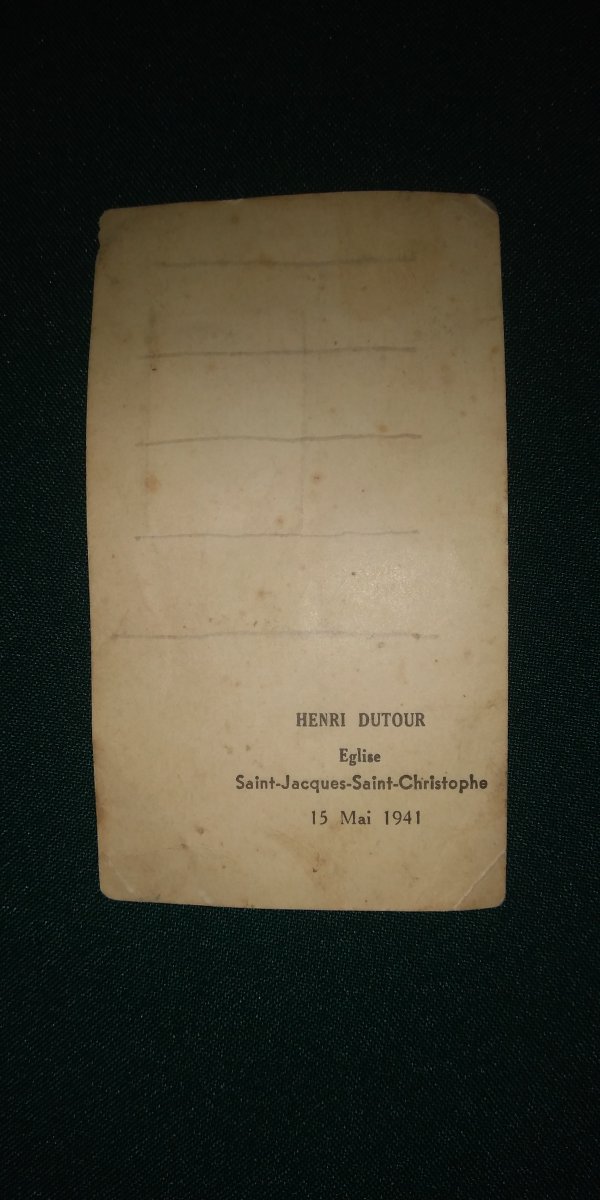 HENRI DUTOUR
Eglise
Saint-Jacques-Saint-Christophe
15 Mai 1941